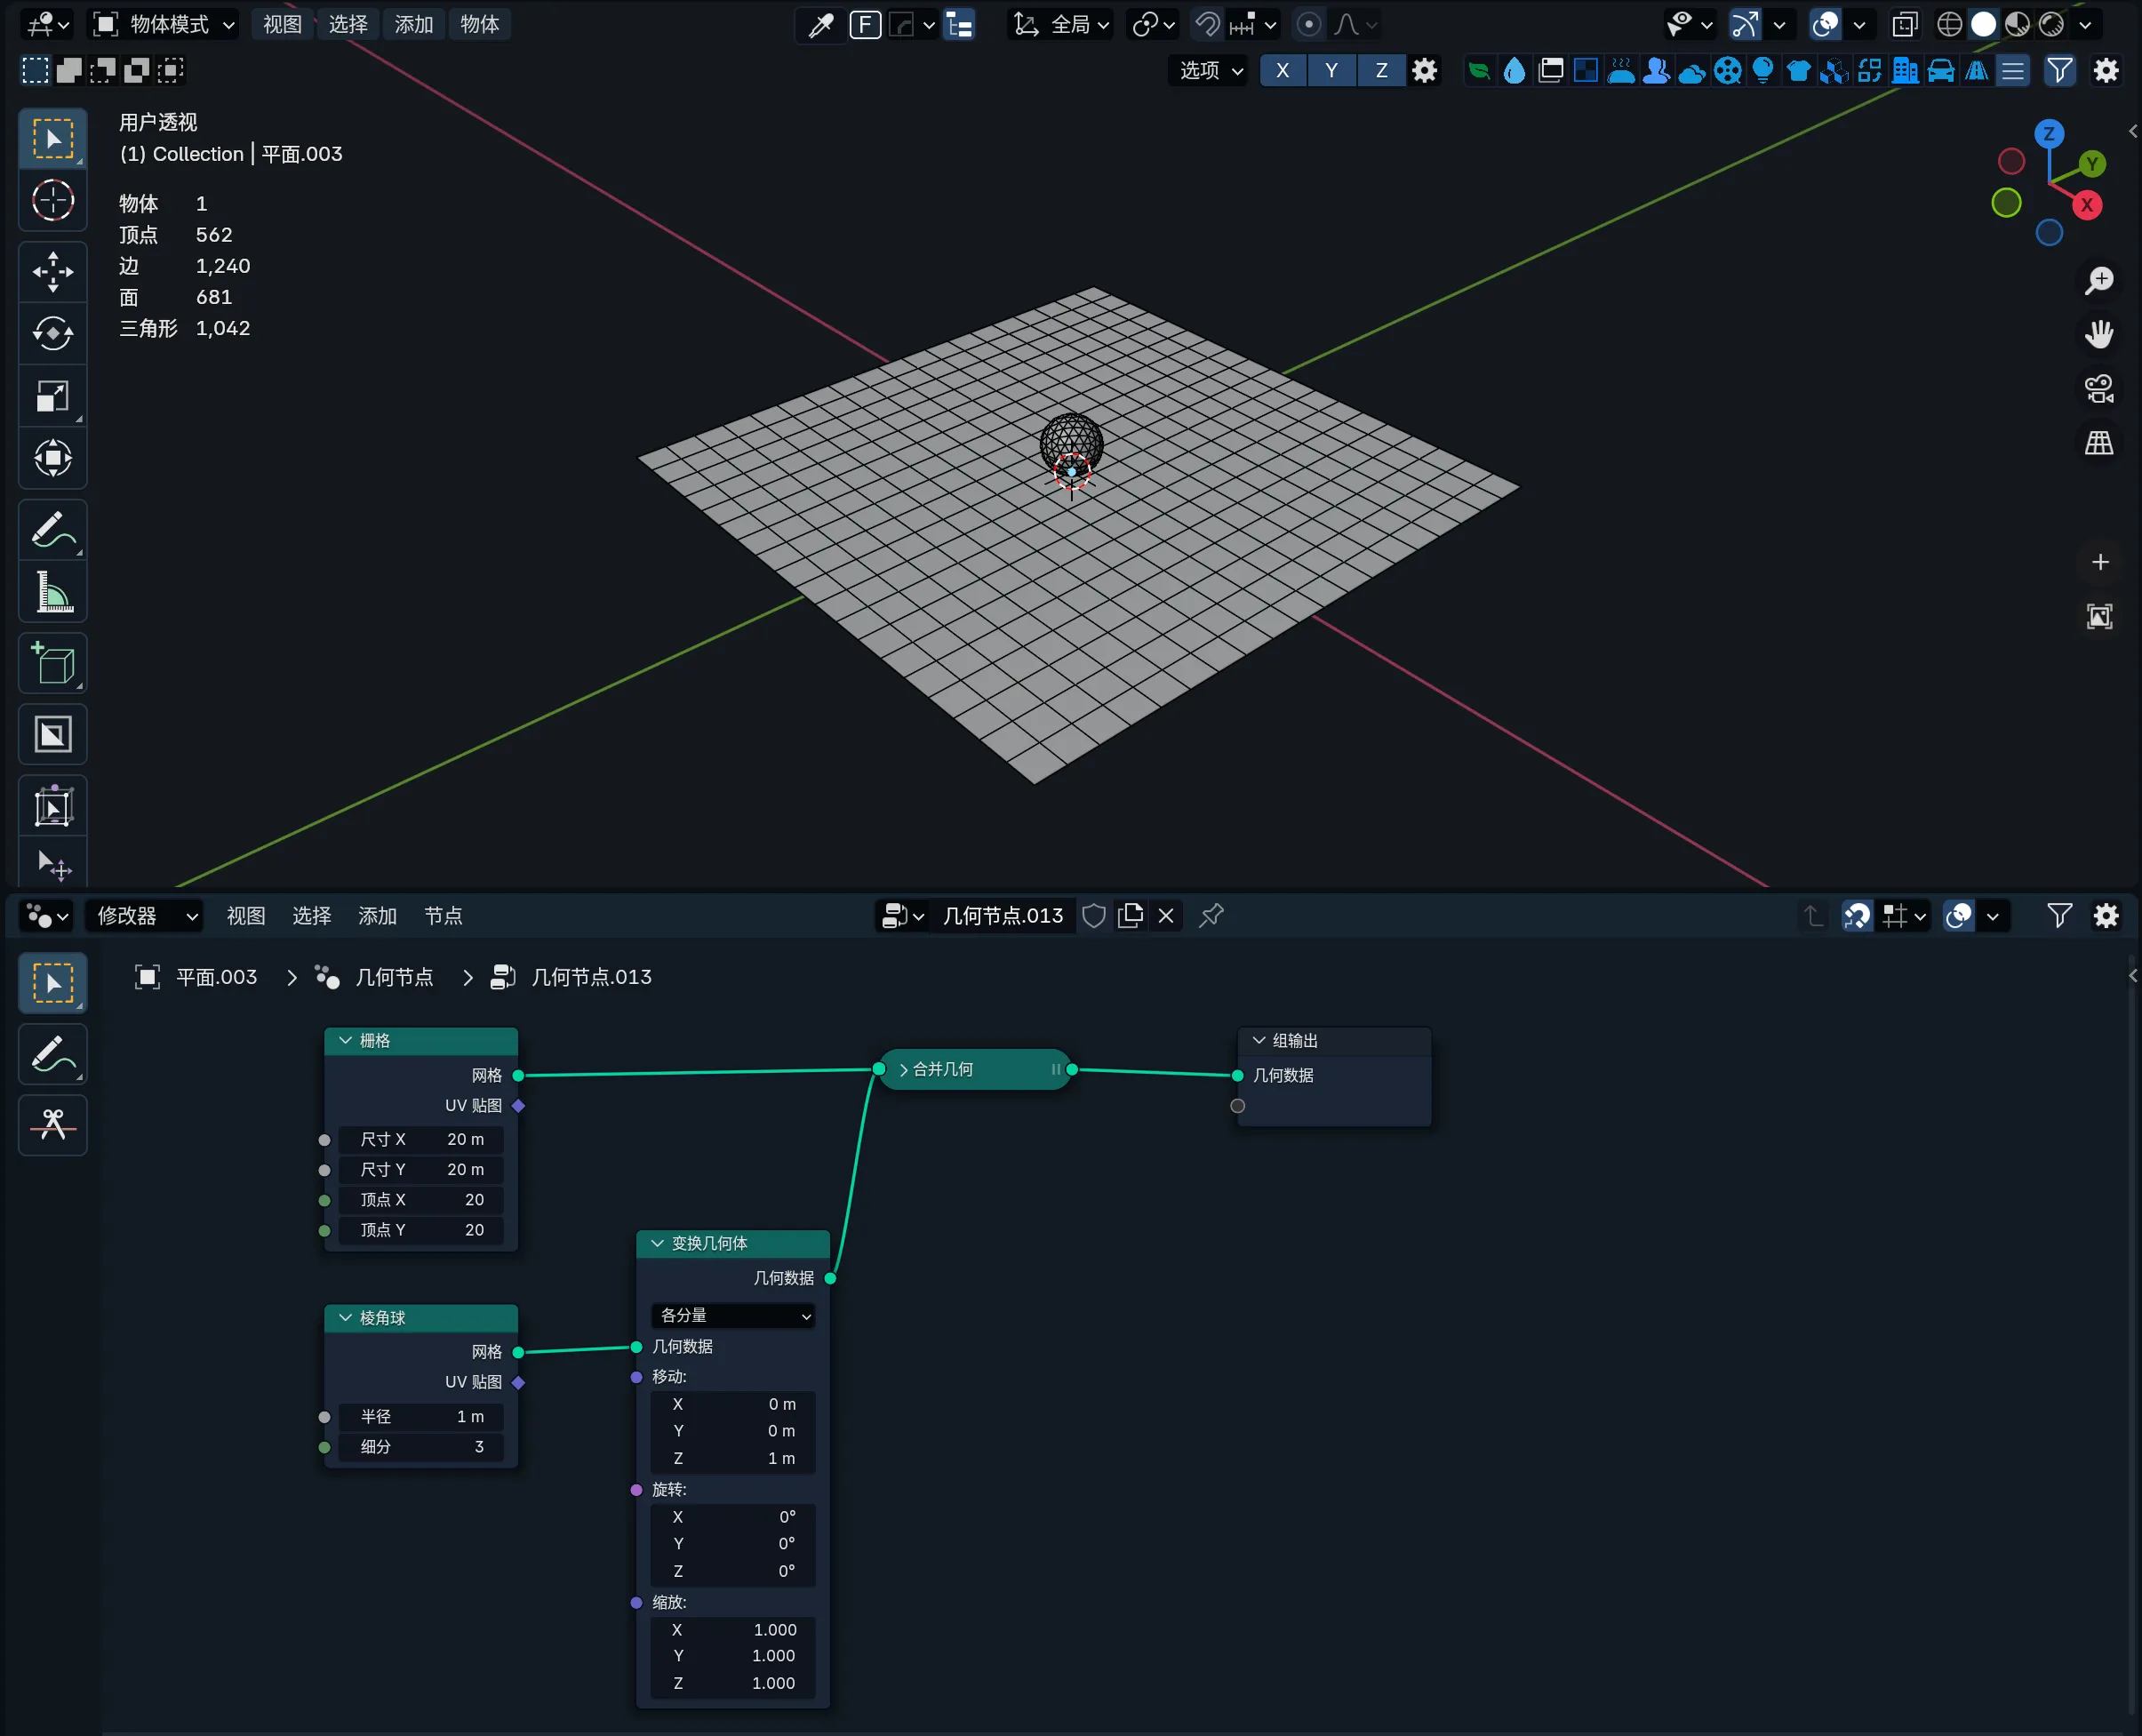 物体模式 视图 选择 添加 物体 F 全局
选项 X Y Z
用户透视
(1) Collection | 平面.003
物体 1
顶点 562
边 1,240
面 681
三角形 1,042
Z
Y
X
修改器 视图 选择 添加 节点 几何节点.013
平面.003 几何节点 几何节点.013
栅格
网格
UV 贴图
尺寸 X 20 m
尺寸 Y 20 m
顶点 X 20
顶点 Y 20
合并几何
组输出
几何数据
棱角球
网格
UV 贴图
半径 1 m
细分 3
变换几何体
几何数据
各分量
几何数据
移动:
X 0 m
Y 0 m
Z 1 m
旋转:
X 0°
Y 0°
Z 0°
缩放:
X 1.000
Y 1.000
Z 1.000